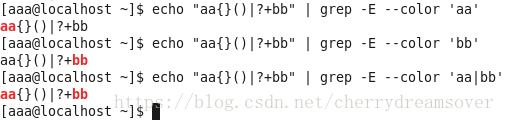 [aaa@localhost ~]$ echo "aa{}()|?+bb" | grep -E --color 'aa'
aa{}()|?+bb
[aaa@localhost ~]$ echo "aa{}()|?+bb" | grep -E --color 'bb'
aa{}()|?+bb
[aaa@localhost ~]$ echo "aa{}()|?+bb" | grep -E --color 'aa|bb'
aa{}()|?+bb
[aaa@localhost ~]$
https://blog.csdn.net/cherrydreamsover